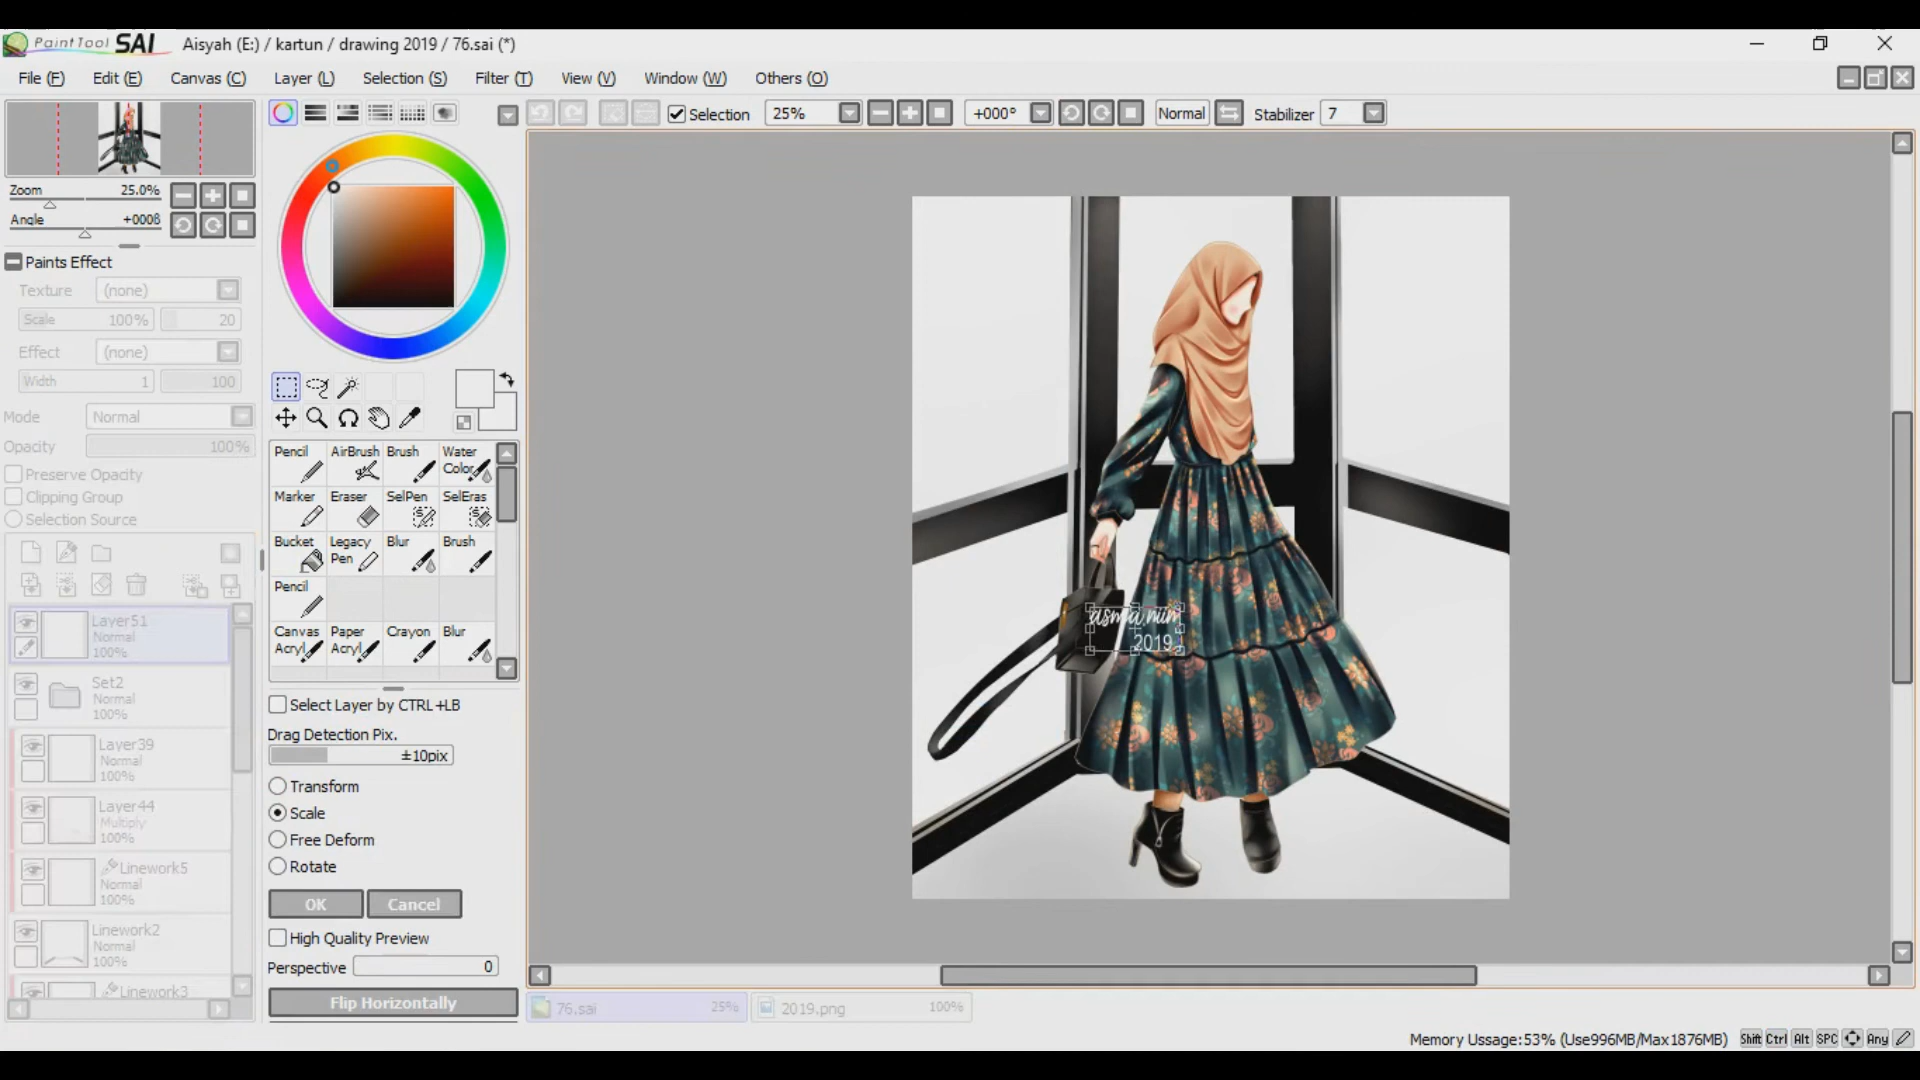 PaintTool SAI Aisyah (E:) / kartun / drawing 2019 / 76.sai (*)
File (F) Edit (E) Canvas (C) Layer (L) Selection (S) Filter (T) View (V) Window (W) Others (O)
Selection 25% +000° Normal Stabilizer 7
Zoom 25.0%
Angle +000ß
Paints Effect
Texture (none)
Scale 100% 20
Effect (none)
Width 1 100
Mode Normal
Opacity 100%
Preserve Opacity
Clipping Group
Selection Source
Layer51
Normal
100%
Set2
Normal
100%
Layer39
Normal
100%
Layer44
Multiply
100%
Linework5
Normal
100%
Linework2
Normal
100%
Linework3
Pencil AirBrush Brush Water Color
Marker Eraser SelPen SelEras
Bucket Legacy Pen Blur Brush
Pencil
Canvas Acryl Paper Acryl Crayon Blur
Select Layer by CTRL+LB
Drag Detection Pix.
±10pix
Transform
Scale
Free Deform
Rotate
OK Cancel
High Quality Preview
Perspective 0
Flip Horizontally
2019
76.sai 25% 2019.png 100%
Memory Ussage:53% (Use996MB/Max1876MB) Shift Ctrl Alt SPC Any